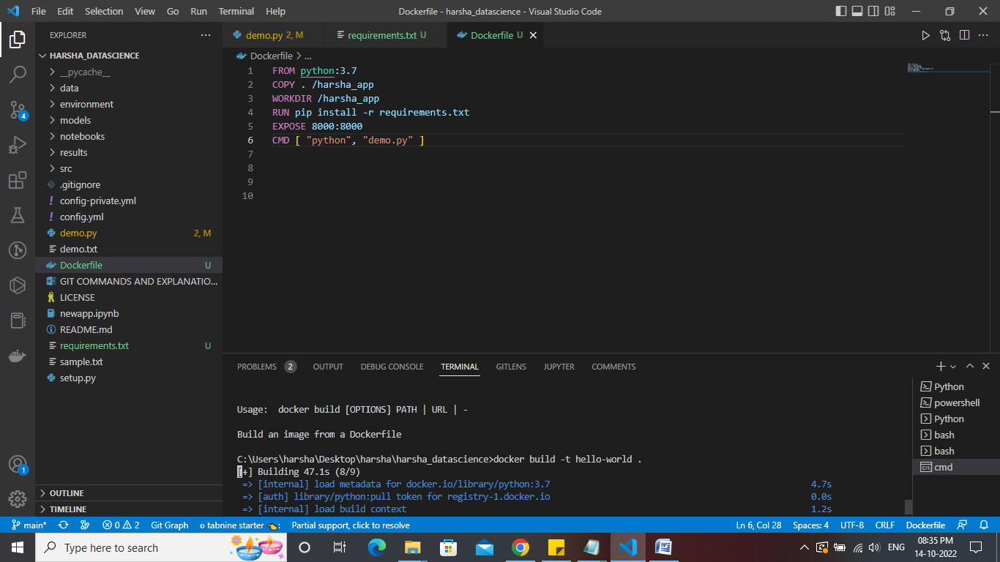 File Edit Selection View Go Run Terminal Help
Dockerfile - harsha_datascience - Visual Studio Code
EXPLORER
HARSHA_DATASCIENCE
__pycache__
data
environment
models
notebooks
results
src
.gitignore
config-private.yml
config.yml
demo.py 2, M
demo.txt
Dockerfile U
GIT COMMANDS AND EXPLANATIO...
LICENSE
newapp.ipynb
README.md
requirements.txt U
sample.txt
setup.py
OUTLINE
TIMELINE
4
1
demo.py 2, M
requirements.txt U
Dockerfile U
Dockerfile > ...
1 FROM python:3.7
2 COPY . /harsha_app
3 WORKDIR /harsha_app
4 RUN pip install -r requirements.txt
5 EXPOSE 8000:8000
6 CMD [ "python", "demo.py" ]
7
8
9
10
PROBLEMS 2 OUTPUT DEBUG CONSOLE TERMINAL GITLENS JUPYTER COMMENTS
Usage:  docker build [OPTIONS] PATH | URL | -
Build an image from a Dockerfile
C:\Users\harsha\Desktop\harsha\harsha_datascience>docker build -t hello-world .
[+] Building 47.1s (8/9)
=> [internal] load metadata for docker.io/library/python:3.7 4.7s
=> [auth] library/python:pull token for registry-1.docker.io 0.0s
=> [internal] load build context 1.2s
Python
powershell
Python
bash
bash
cmd
main* 0 2 Git Graph tabnine starter : Partial support, click to resolve
Ln 6, Col 28 Spaces: 4 UTF-8 CRLF Dockerfile
Type here to search
ENG
08:35 PM
14-10-2022